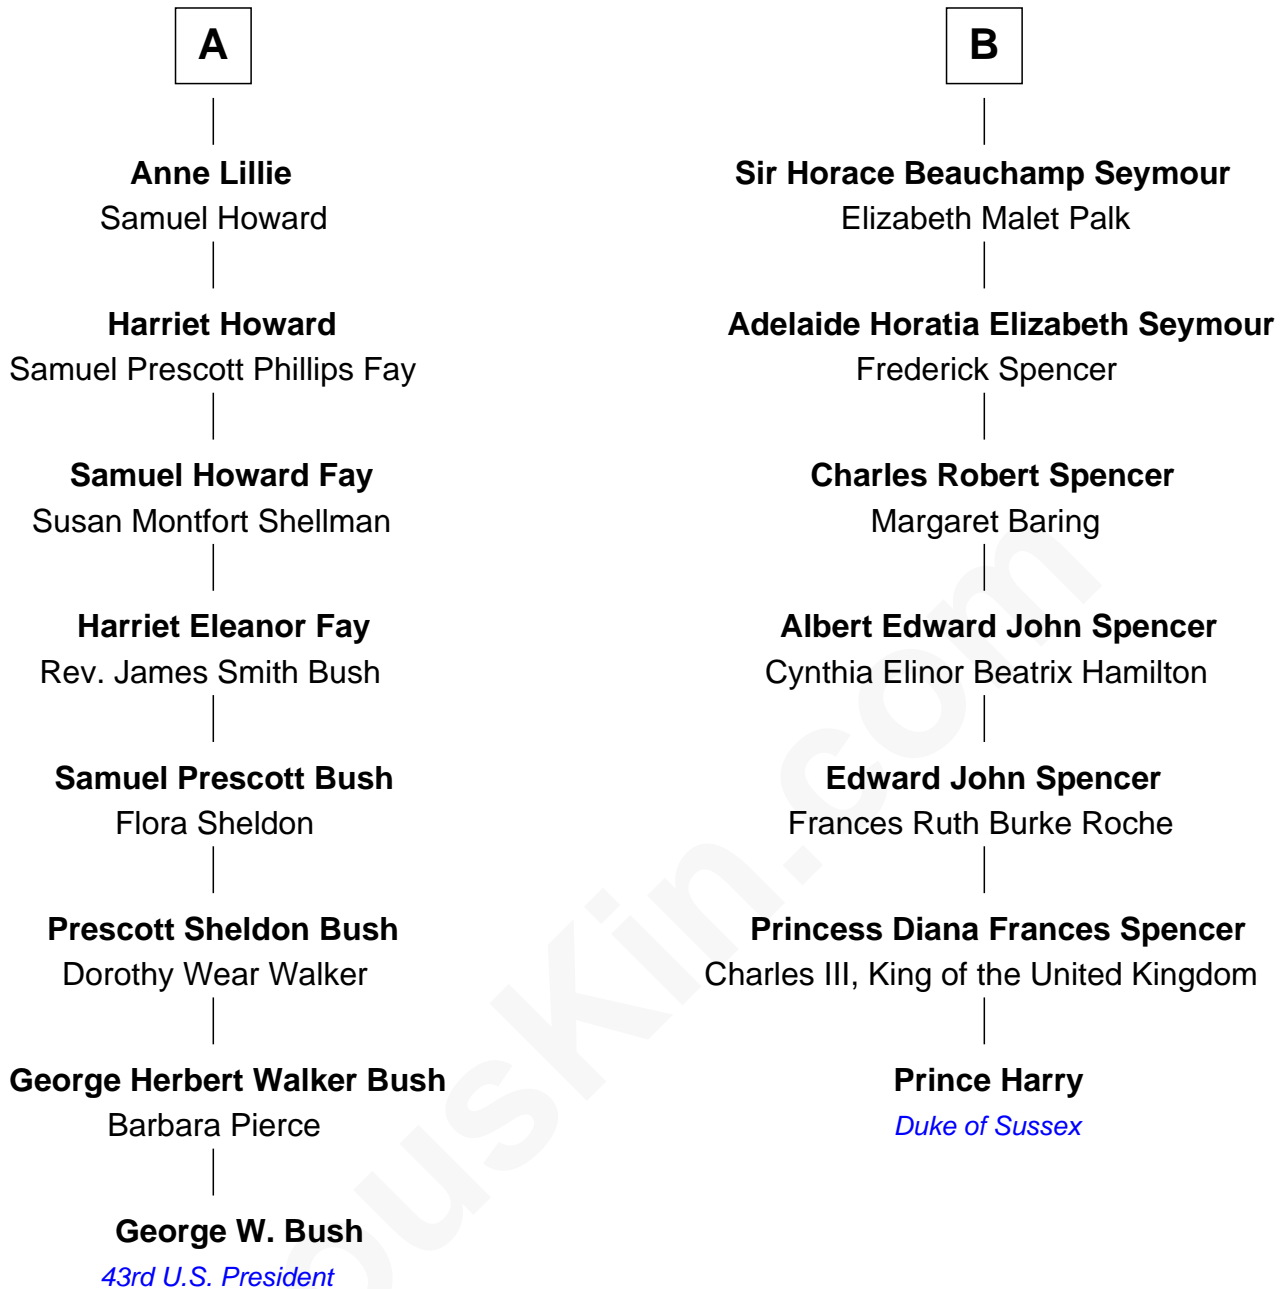 A
Anne Lillie
Samuel Howard
Harriet Howard
Samuel Prescott Phillips Fay
Samuel Howard Fay
Susan Montfort Shellman
Harriet Eleanor Fay
Rev. James Smith Bush
Samuel Prescott Bush
Flora Sheldon
Prescott Sheldon Bush
Dorothy Wear Walker
George Herbert Walker Bush
Barbara Pierce
George W. Bush
43rd U.S. President
B
Sir Horace Beauchamp Seymour
Elizabeth Malet Palk
Adelaide Horatia Elizabeth Seymour
Frederick Spencer
Charles Robert Spencer
Margaret Baring
Albert Edward John Spencer
Cynthia Elinor Beatrix Hamilton
Edward John Spencer
Frances Ruth Burke Roche
Princess Diana Frances Spencer
Charles III, King of the United Kingdom
Prince Harry
Duke of Sussex
ousKin.com